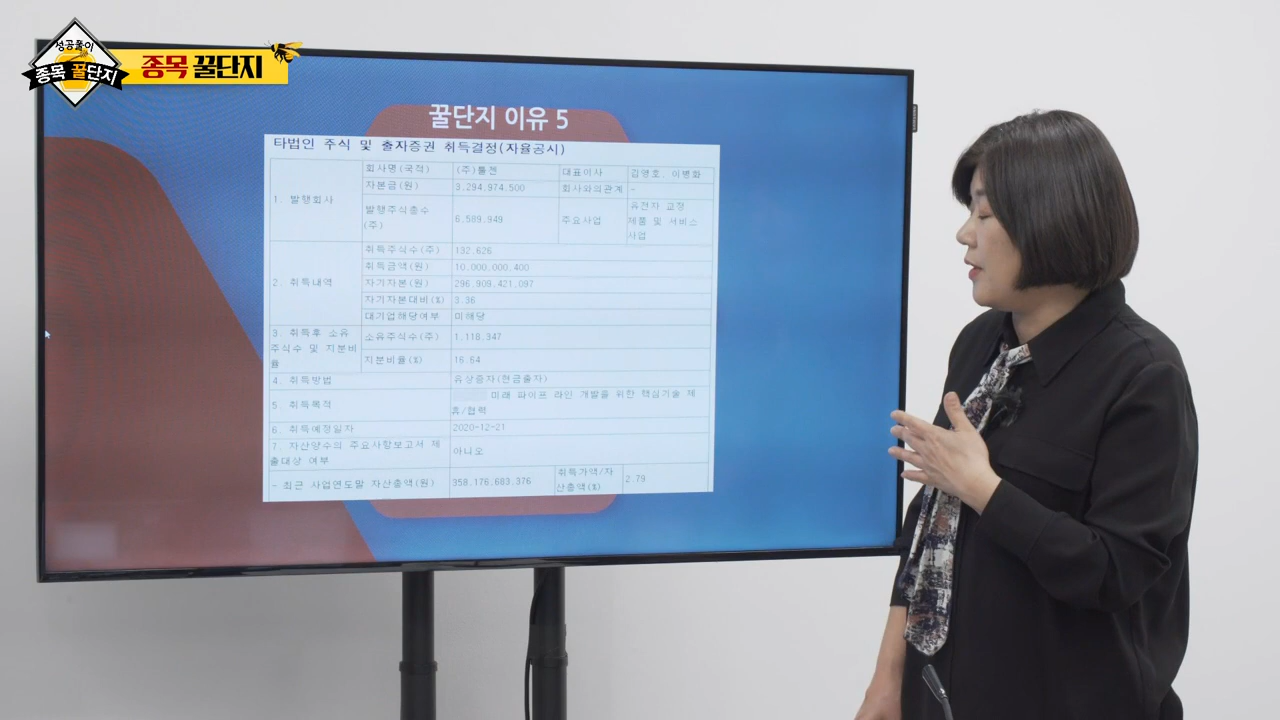 성공풀이
종목 꿀단지
종목 꿀단지
꿀단지 이유 5
타법인 주식 및 출자증권 취득결정(자율공시)
1. 발행회사
회사명(국적) (주)툴젠 대표이사 김영호, 이병화
자본금(원) 3,294,974,500 회사와의관계 -
발행주식총수
(주)
6,589,949 주요사업
유전자 교정
제품 및 서비스
사업
2. 취득내역
취득주식수(주) 132,626
취득금액(원) 10,000,000,400
자기자본(원) 296,909,421,097
자기자본대비(%) 3.36
대기업해당여부 미해당
3. 취득후 소유
주식수 및 지분비
율
소유주식수(주) 1,118,347
지분비율(%) 16.64
4. 취득방법 유상증자(현금출자)
5. 취득목적
미래 파이프 라인 개발을 위한 핵심기술 제
휴/협력
6. 취득예정일자 2020-12-21
7. 자산양수의 주요사항보고서 제
출대상 여부
아니오
- 최근 사업연도말 자산총액(원) 358,176,683,376
취득가액/자
산총액(%)
2.79